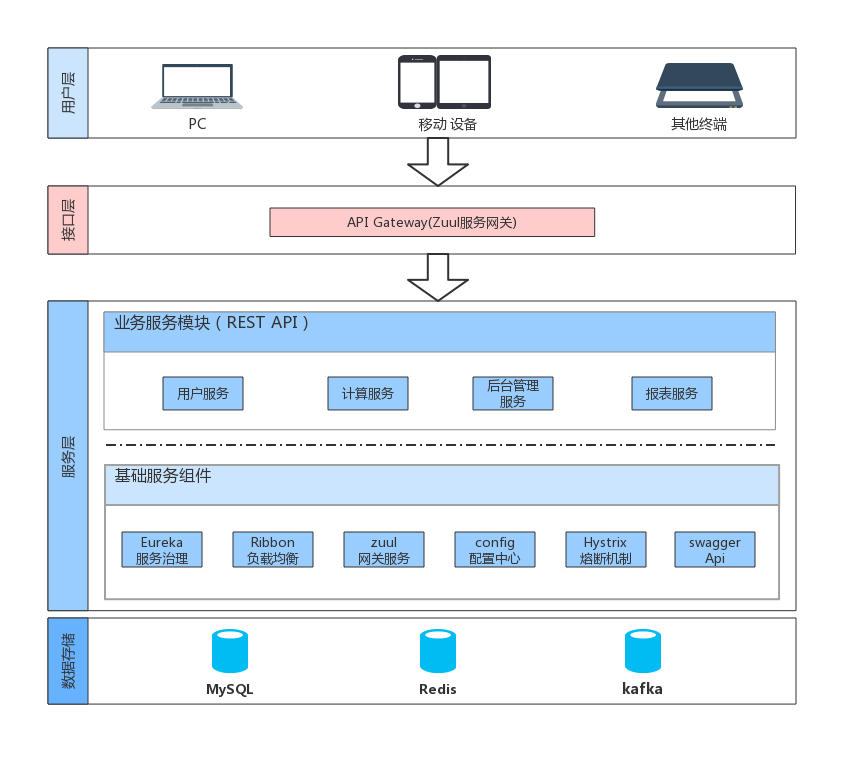 用户层
PC
移动 设备
其他终端
接口层
API Gateway(Zuul服务网关)
服务层
业务服务模块（REST API）
用户服务
计算服务
后台管理
服务
报表服务
基础服务组件
Eureka
服务治理
Ribbon
负载均衡
zuul
网关服务
config
配置中心
Hystrix
熔断机制
swagger
Api
数据存储
MySQL
Redis
kafka